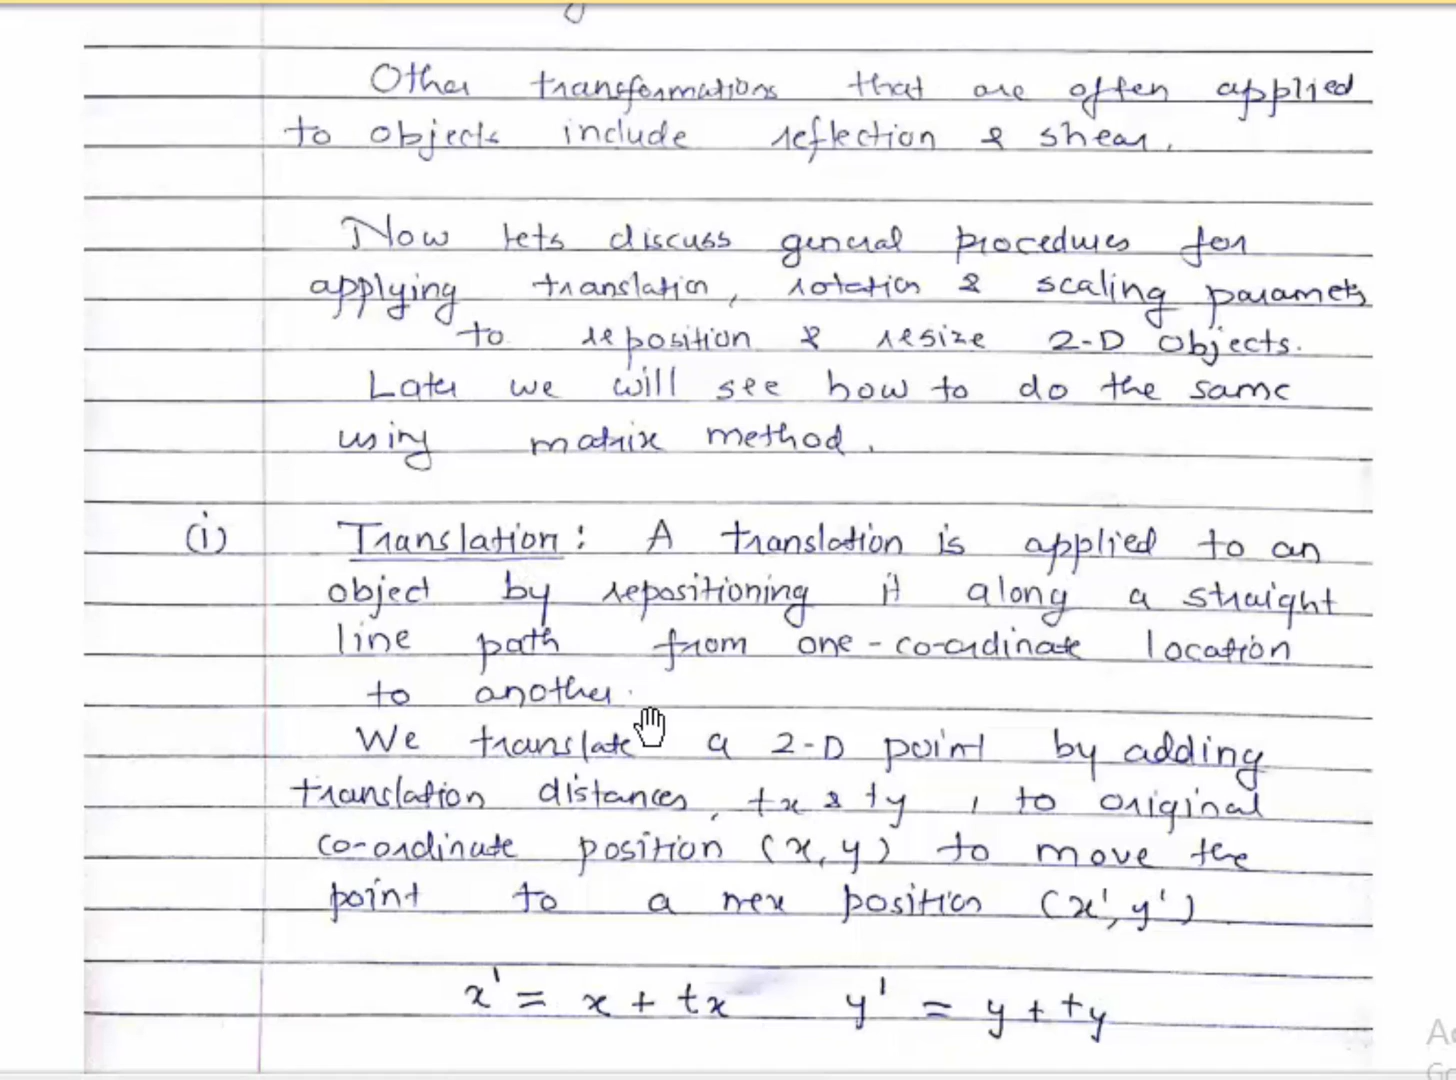 Other transformations that are often applied
to objects include reflection & shear.
Now lets discuss general procedures for
applying translation, rotation & scaling paramets
to reposition & resize 2-D objects.
Later we will see how to do the same
using matrix method.
(i) Translation: A translation is applied to an
object by repositioning it along a straight
line path from one-co-ordinate location
to another.
We translate a 2-D point by adding
translation distances, tx & ty, to original
co-ordinate position (x, y) to move the
point to a new position (x', y')
x' = x + tx y' = y + ty